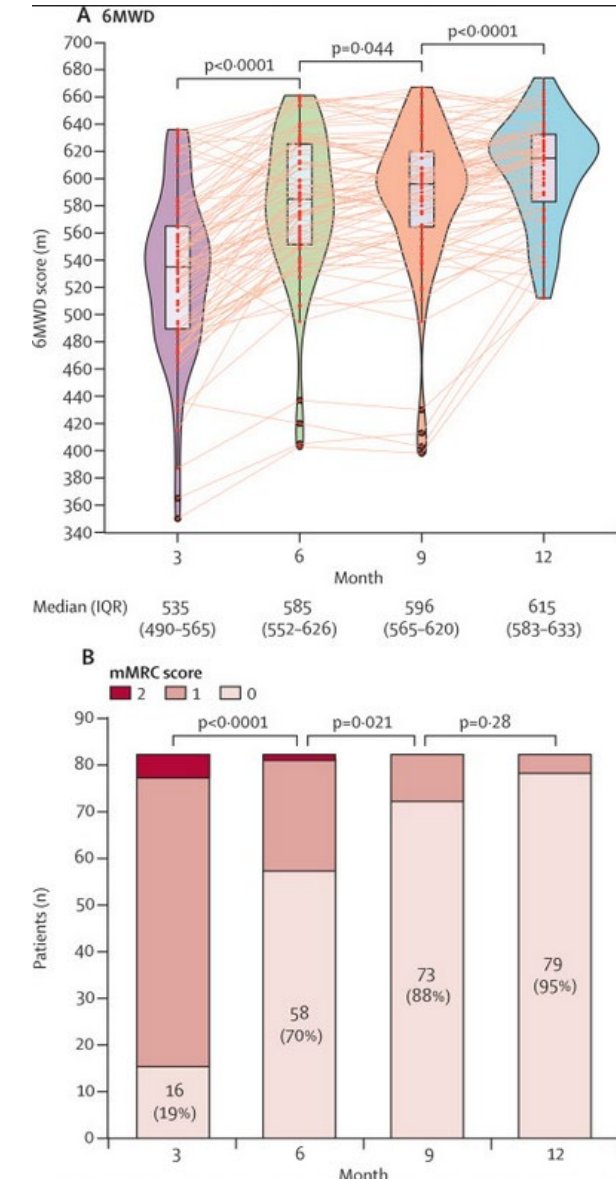 A 6MWD
700
680
660
640
620
600
580
560
540
520
500
480
460
440
420
400
380
360
340
6MWD score (m)
p<0·0001
p=0·044
p<0·0001
3 6 9 12
Month
Median (IQR) 535 585 596 615
(490–565) (552–626) (565–620) (583–633)
B
mMRC score
2 1 0
90
80
70
60
50
40
30
20
10
0
Patients (n)
p<0·0001 p=0·021 p=0·28
16
(19%)
58
(70%)
73
(88%)
79
(95%)
3 6 9 12
Month